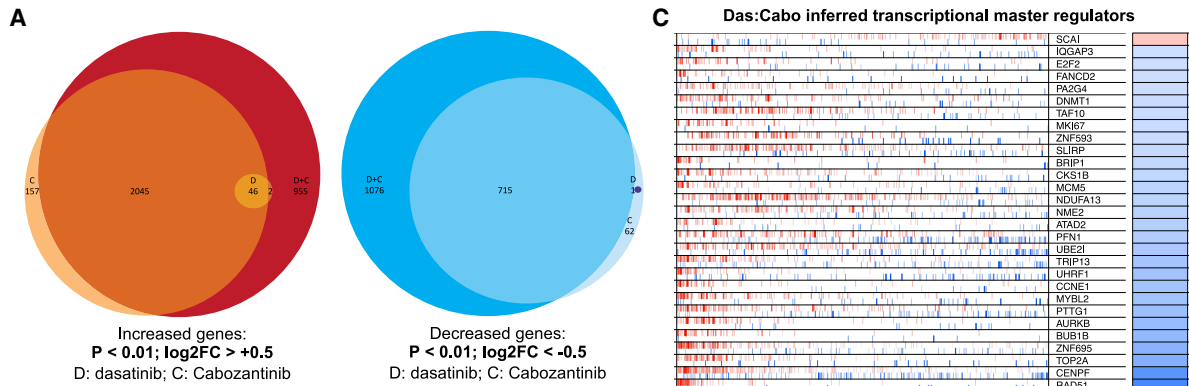 A
C
157
2045
D
46
2
D+C
955
D+C
1076
715
D
1
C
62
Increased genes:
P < 0.01; log2FC > +0.5
D: dasatinib; C: Cabozantinib
Decreased genes:
P < 0.01; log2FC < -0.5
D: dasatinib; C: Cabozantinib
C
Das:Cabo inferred transcriptional master regulators
SCAI
IQGAP3
E2F2
FANCD2
PA2G4
DNMT1
TAF10
MKI67
ZNF593
SLIRP
BRIP1
CKS1B
MCM5
NDUFA13
NME2
ATAD2
PFN1
UBE2I
TRIP13
UHRF1
CCNE1
MYBL2
PTTG1
AURKB
BUB1B
ZNF695
TOP2A
CENPF
RAD51